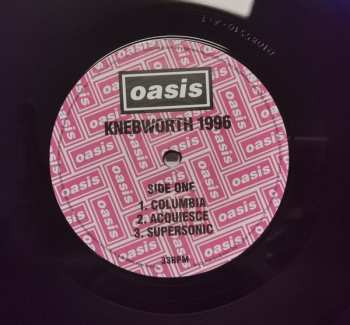 oasis
KNEBWORTH 1996
SIDE ONE
1. COLUMBIA
2. ACQUIESCE
3. SUPERSONIC
33RPM